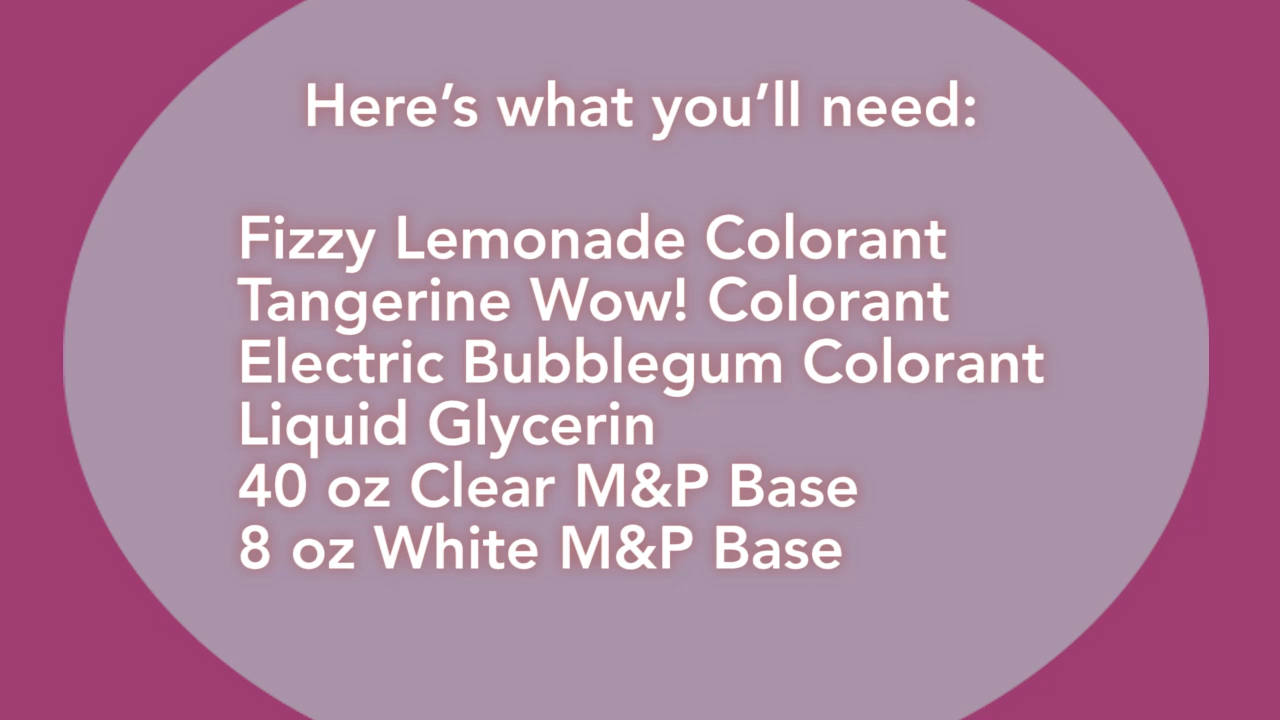 Here’s what you’ll need:
Fizzy Lemonade Colorant
Tangerine Wow! Colorant
Electric Bubblegum Colorant
Liquid Glycerin
40 oz Clear M&P Base
8 oz White M&P Base